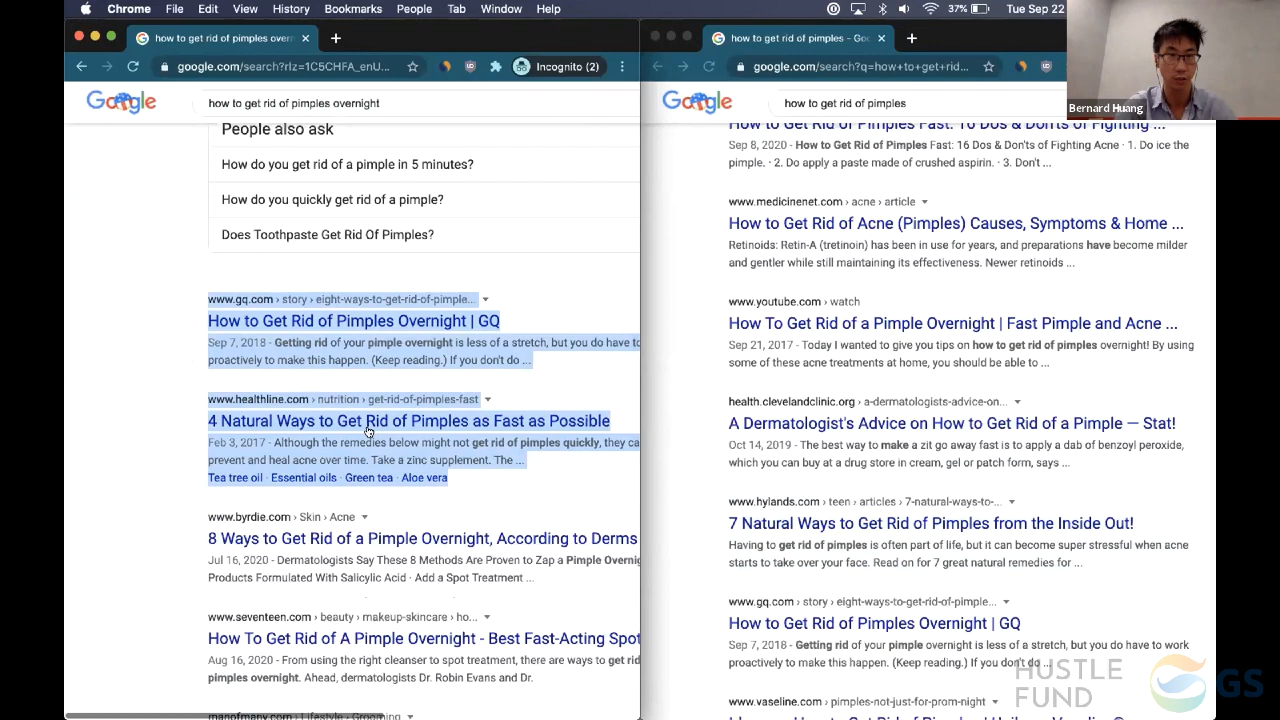 Chrome File Edit View History Bookmarks People Tab Window Help 37% Tue Sep 22
how to get rid of pimples over
how to get rid of pimples - Goo
google.com/search?rlz=1C5CHFA_enU...
Incognito (2)
google.com/search?q=how+to+get+rid...
Bernard Huang
Google
how to get rid of pimples overnight
Google
how to get rid of pimples
People also ask
How do you get rid of a pimple in 5 minutes?
How do you quickly get rid of a pimple?
Does Toothpaste Get Rid Of Pimples?
www.gq.com › story › eight-ways-to-get-rid-of-pimple...
How to Get Rid of Pimples Overnight | GQ
Sep 7, 2018 - Getting rid of your pimple overnight is less of a stretch, but you do have to
proactively to make this happen. (Keep reading.) If you don't do ...
www.healthline.com › nutrition › get-rid-of-pimples-fast
4 Natural Ways to Get Rid of Pimples as Fast as Possible
Feb 3, 2017 - Although the remedies below might not get rid of pimples quickly, they ca
prevent and heal acne over time. Take a zinc supplement. The ...
Tea tree oil · Essential oils · Green tea · Aloe vera
www.byrdie.com › Skin › Acne
8 Ways to Get Rid of a Pimple Overnight, According to Derms
Jul 16, 2020 - Dermatologists Say These 8 Methods Are Proven to Zap a Pimple Overnig
Products Formulated With Salicylic Acid · Add a Spot Treatment ...
www.seventeen.com › beauty › makeup-skincare › ho...
How To Get Rid of A Pimple Overnight - Best Fast-Acting Spot
Aug 16, 2020 - From using the right cleanser to spot treatment, there are ways to get rid
pimples overnight. Ahead, dermatologists Dr. Robin Evans and Dr.
manofmany.com › Lifestyle › Grooming
How to Get Rid of Pimples Fast: 16 Dos & Don'ts of Fighting ...
Sep 8, 2020 - How to Get Rid of Pimples Fast: 16 Dos & Don'ts of Fighting Acne · 1. Do ice the
pimple. · 2. Do apply a paste made of crushed aspirin. · 3. Don't ...
www.medicinenet.com › acne › article
How to Get Rid of Acne (Pimples) Causes, Symptoms & Home ...
Retinoids: Retin-A (tretinoin) has been in use for years, and preparations have become milder
and gentler while still maintaining its effectiveness. Newer retinoids ...
www.youtube.com › watch
How To Get Rid of a Pimple Overnight | Fast Pimple and Acne ...
Sep 21, 2017 - Today I wanted to give you tips on how to get rid of pimples overnight! By using
some of these acne treatments at home, you should be able to ...
health.clevelandclinic.org › a-dermatologists-advice-on...
A Dermatologist's Advice on How to Get Rid of a Pimple — Stat!
Oct 14, 2019 - The best way to make a zit go away fast is to apply a dab of benzoyl peroxide,
which you can buy at a drug store in cream, gel or patch form, says ...
www.hylands.com › teen › articles › 7-natural-ways-to-...
7 Natural Ways to Get Rid of Pimples from the Inside Out!
Having to get rid of pimples is often part of life, but it can become super stressful when acne
starts to take over your face. Read on for 7 great natural remedies for ...
www.gq.com › story › eight-ways-to-get-rid-of-pimple...
How to Get Rid of Pimples Overnight | GQ
Sep 7, 2018 - Getting rid of your pimple overnight is less of a stretch, but you do have to work
proactively to make this happen. (Keep reading.) If you don't do ...
www.vaseline.com › pimples-not-just-for-prom-night
HUSTLE
FUND
GS